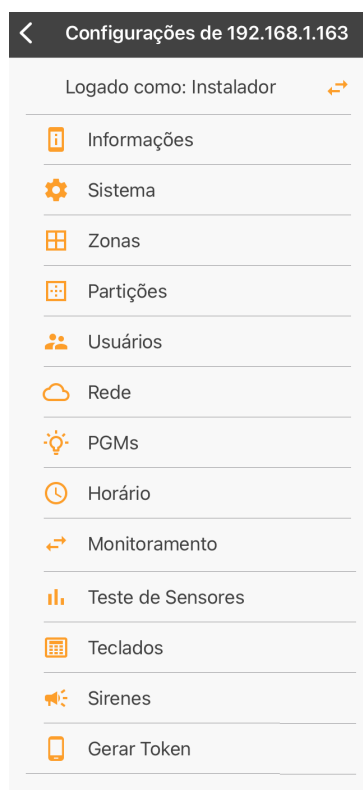 Configurações de 192.168.1.163
Logado como: Instalador
Informações
Sistema
Zonas
Partições
Usuários
Rede
PGMs
Horário
Monitoramento
Teste de Sensores
Teclados
Sirenes
Gerar Token